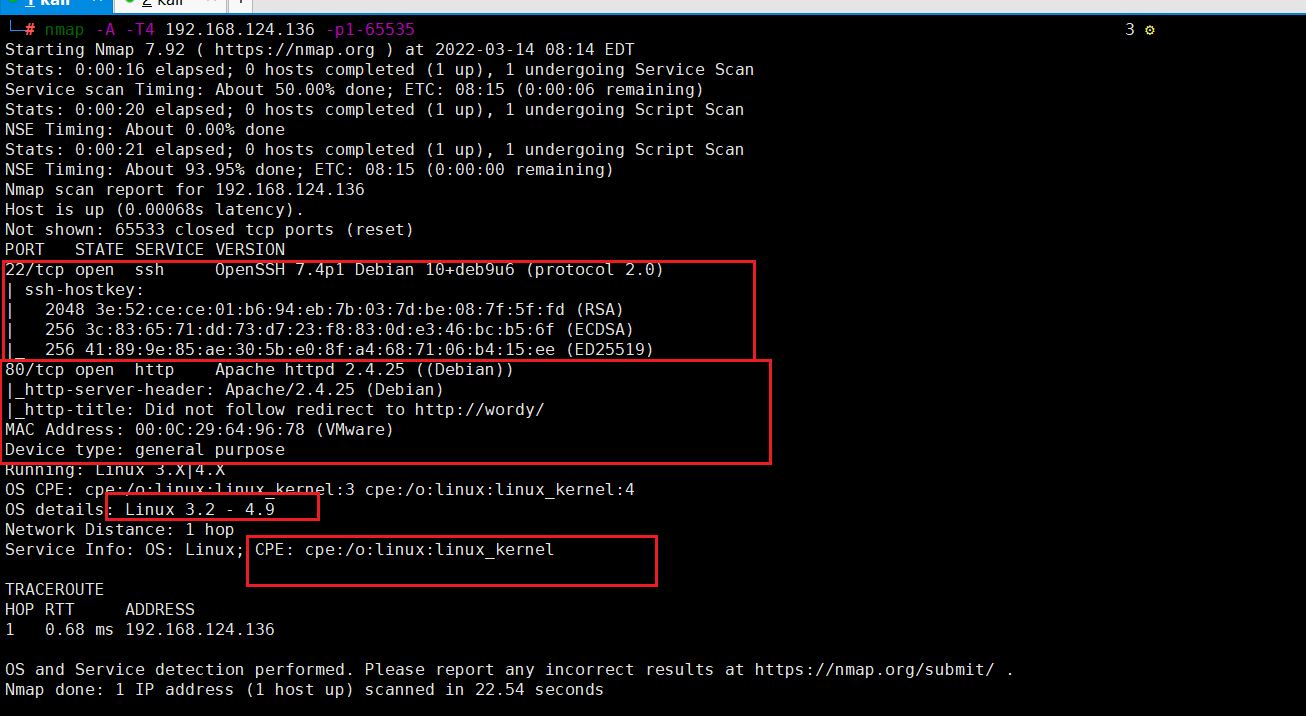 1 kali 2 kali +
└─# nmap -A -T4 192.168.124.136 -p1-65535 3 ⚙
Starting Nmap 7.92 ( https://nmap.org ) at 2022-03-14 08:14 EDT
Stats: 0:00:16 elapsed; 0 hosts completed (1 up), 1 undergoing Service Scan
Service scan Timing: About 50.00% done; ETC: 08:15 (0:00:06 remaining)
Stats: 0:00:20 elapsed; 0 hosts completed (1 up), 1 undergoing Script Scan
NSE Timing: About 0.00% done
Stats: 0:00:21 elapsed; 0 hosts completed (1 up), 1 undergoing Script Scan
NSE Timing: About 93.95% done; ETC: 08:15 (0:00:00 remaining)
Nmap scan report for 192.168.124.136
Host is up (0.00068s latency).
Not shown: 65533 closed tcp ports (reset)
PORT   STATE SERVICE VERSION
22/tcp open  ssh     OpenSSH 7.4p1 Debian 10+deb9u6 (protocol 2.0)
| ssh-hostkey:
|   2048 3e:52:ce:ce:01:b6:94:eb:7b:03:7d:be:08:7f:5f:fd (RSA)
|   256 3c:83:65:71:dd:73:d7:23:f8:83:0d:e3:46:bc:b5:6f (ECDSA)
|_  256 41:89:9e:85:ae:30:5b:e0:8f:a4:68:71:06:b4:15:ee (ED25519)
80/tcp open  http    Apache httpd 2.4.25 ((Debian))
|_http-server-header: Apache/2.4.25 (Debian)
|_http-title: Did not follow redirect to http://wordy/
MAC Address: 00:0C:29:64:96:78 (VMware)
Device type: general purpose
Running: Linux 3.X|4.X
OS CPE: cpe:/o:linux:linux_kernel:3 cpe:/o:linux:linux_kernel:4
OS details: Linux 3.2 - 4.9
Network Distance: 1 hop
Service Info: OS: Linux; CPE: cpe:/o:linux:linux_kernel
TRACEROUTE
HOP RTT     ADDRESS
1   0.68 ms 192.168.124.136
OS and Service detection performed. Please report any incorrect results at https://nmap.org/submit/ .
Nmap done: 1 IP address (1 host up) scanned in 22.54 seconds